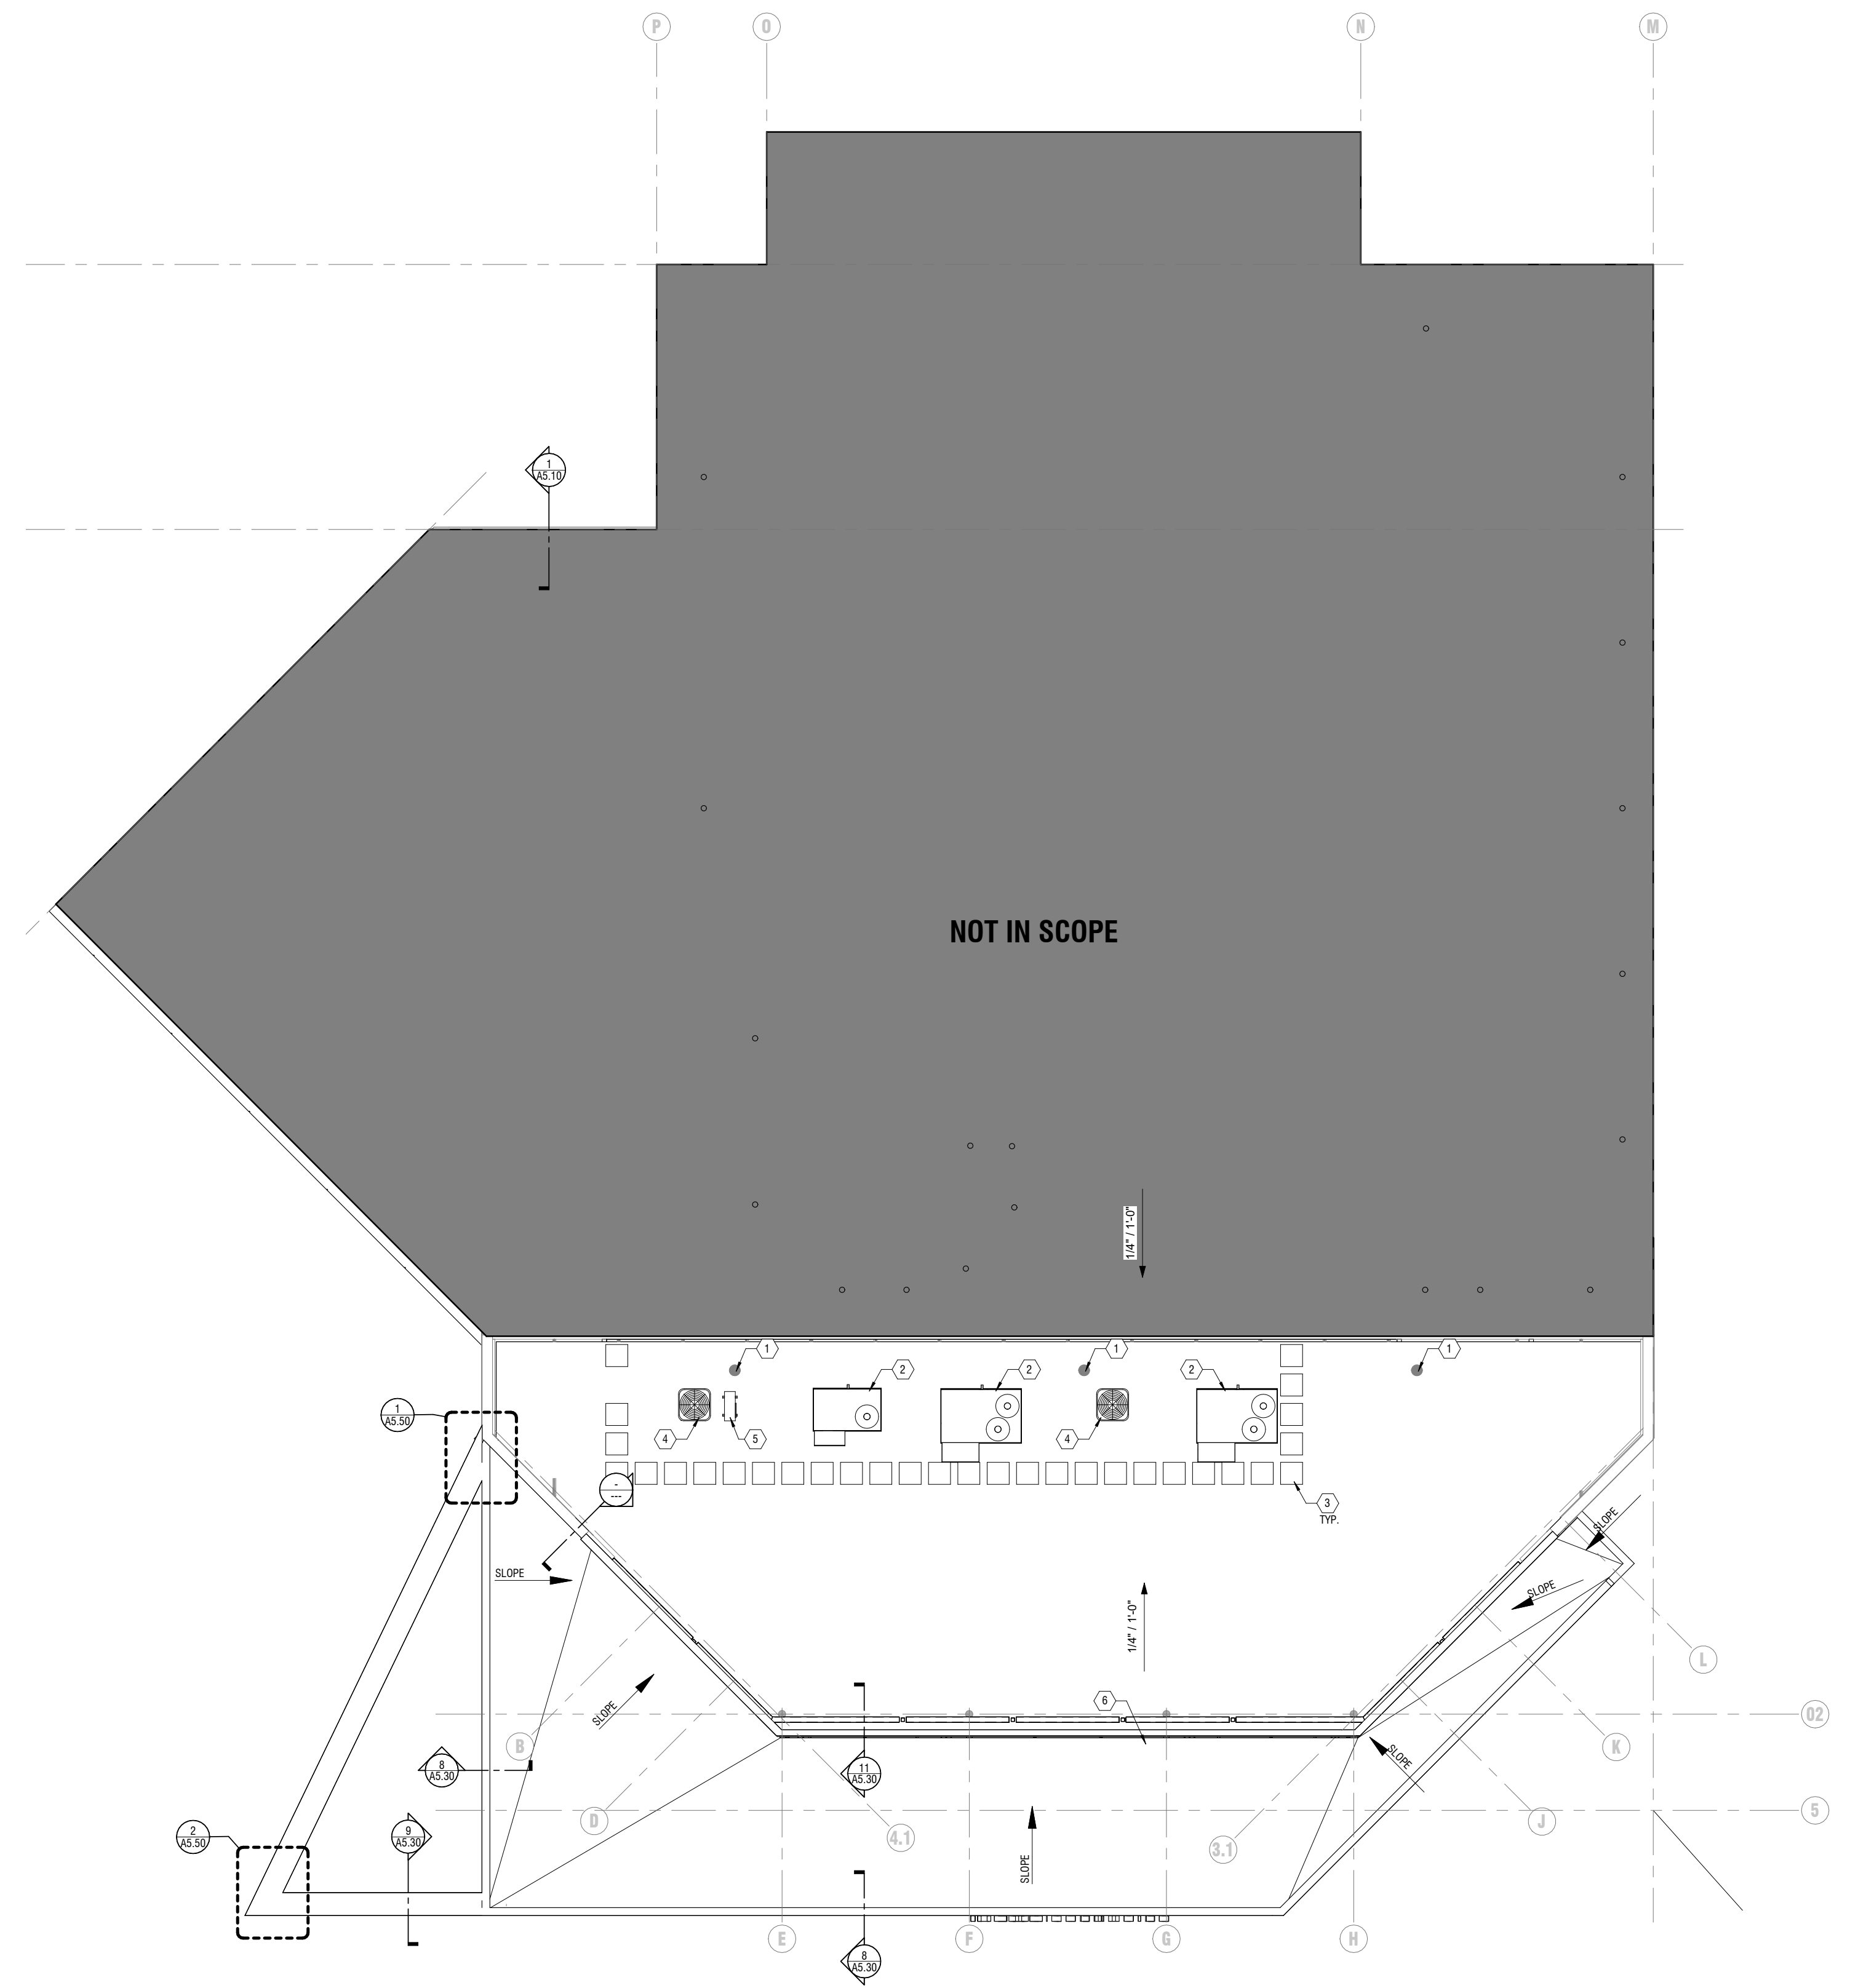 P
O
N
M
1
A5.10
NOT IN SCOPE
1/4" / 1'-0"
1
1
1
2
2
2
1
A5.50
4
5
4
-
---
3
TYP.
SLOPE
SLOPE
SLOPE
1/4" / 1'-0"
L
SLOPE
6
02
B
K
SLOPE
8
A5.30
11
A5.30
5
D
J
2
A5.50
9
A5.30
4.1
3.1
SLOPE
E
F
G
H
8
A5.30